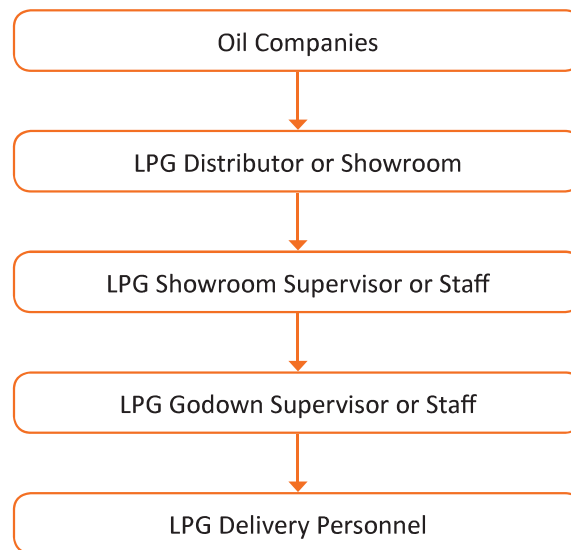 Oil Companies
LPG Distributor or Showroom
LPG Showroom Supervisor or Staff
LPG Godown Supervisor or Staff
LPG Delivery Personnel